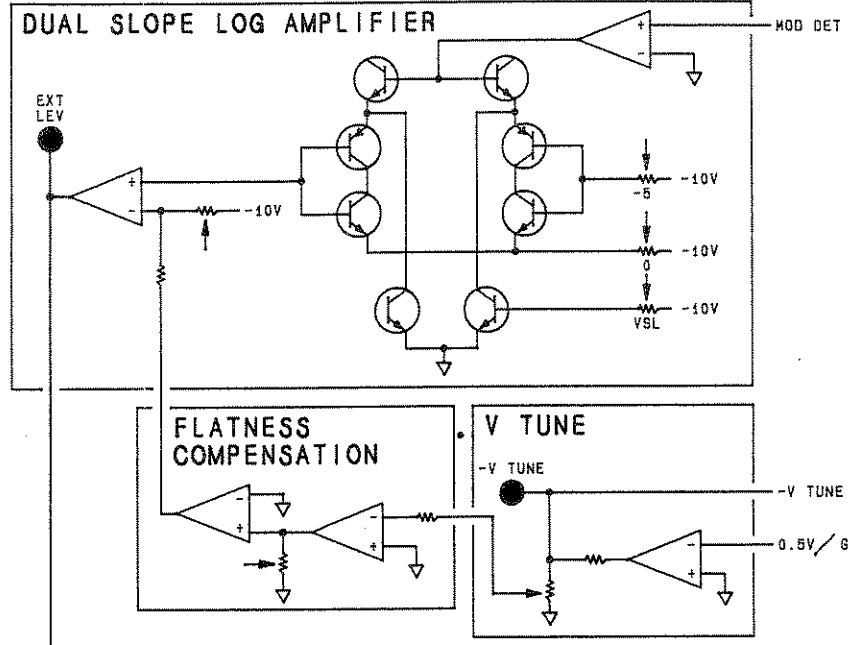 DUAL SLOPE LOG AMPLIFIER
+
-
MOD DET
EXT
LEV
+
-
-10V
-5
-10V
0
-10V
VSL
-10V
FLATNESS
COMPENSATION
-
+
-
+
V TUNE
-V TUNE
-V TUNE
-
+
0.5V/G